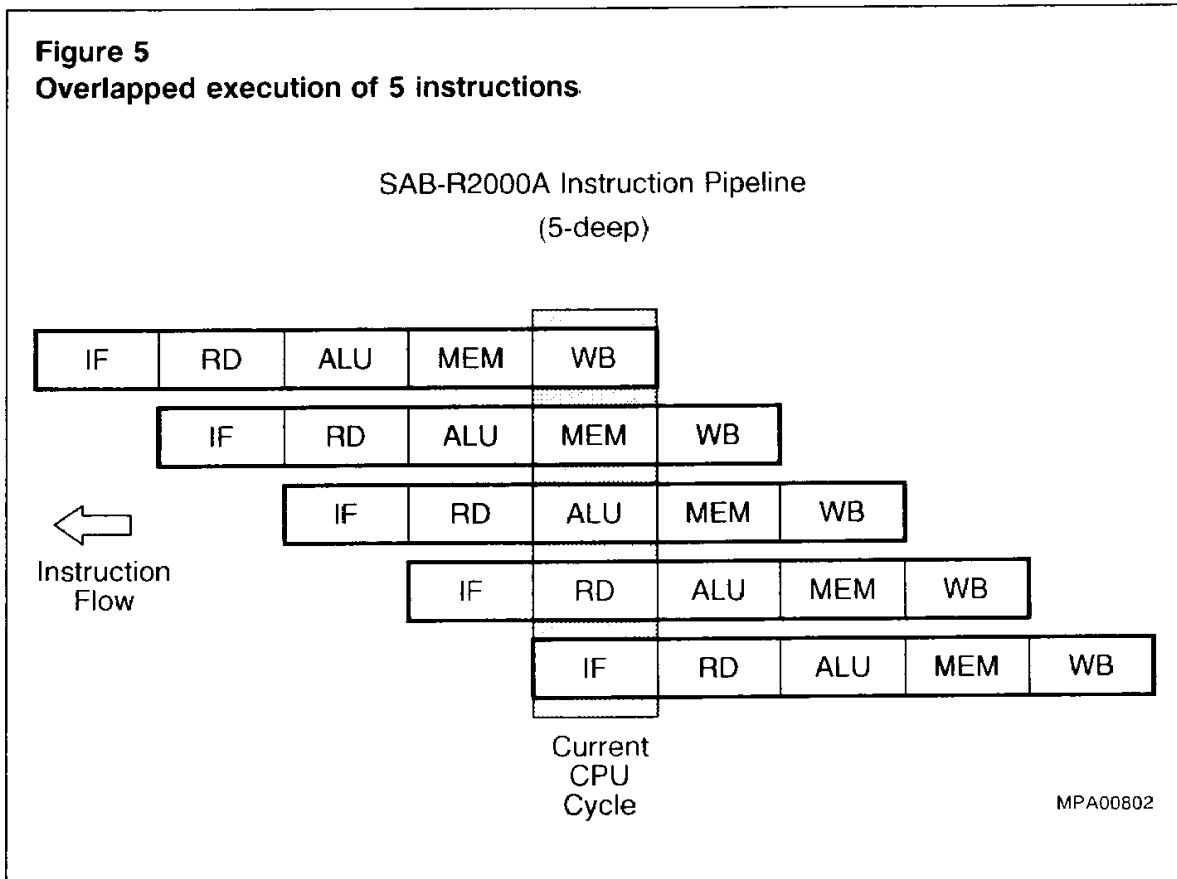 Figure 5
Overlapped execution of 5 instructions
SAB-R2000A Instruction Pipeline
(5-deep)
IF RD ALU MEM WB
IF RD ALU MEM WB
IF RD ALU MEM WB
IF RD ALU MEM WB
IF RD ALU MEM WB
Instruction
Flow
Current
CPU
Cycle
MPA00802